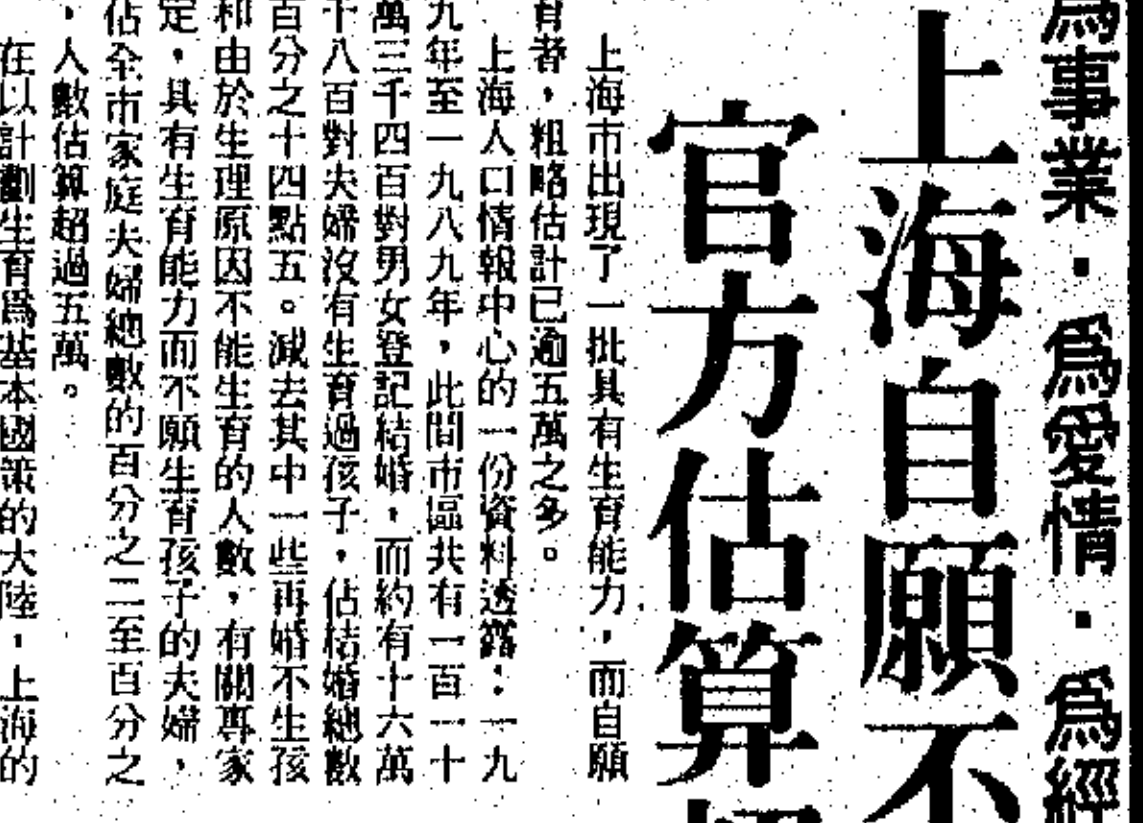 爲事業·爲愛情·爲經
上海自願不
官方估算
上海市出現了一批具有生育能力，而自願
育者，粗略估計已逾五萬之多。
上海人口情報中心的一份資料透露：一九
九年至一九八九年，此間市區共有一百一十
萬三千四百對男女登記結婚，而約有十六萬
八百對夫婦沒有生育過孩子，佔結婚總數
百分之十四點五。減去其中一些再婚不生孩
和由於生理原因不能生育的人數，有關專家
定，具有生育能力而不願生育孩子的夫婦，
佔全市家庭夫婦總數的百分之二至百分之
，人數估算超過五萬。
在以計劃生育爲基本國策的大陸，上海的